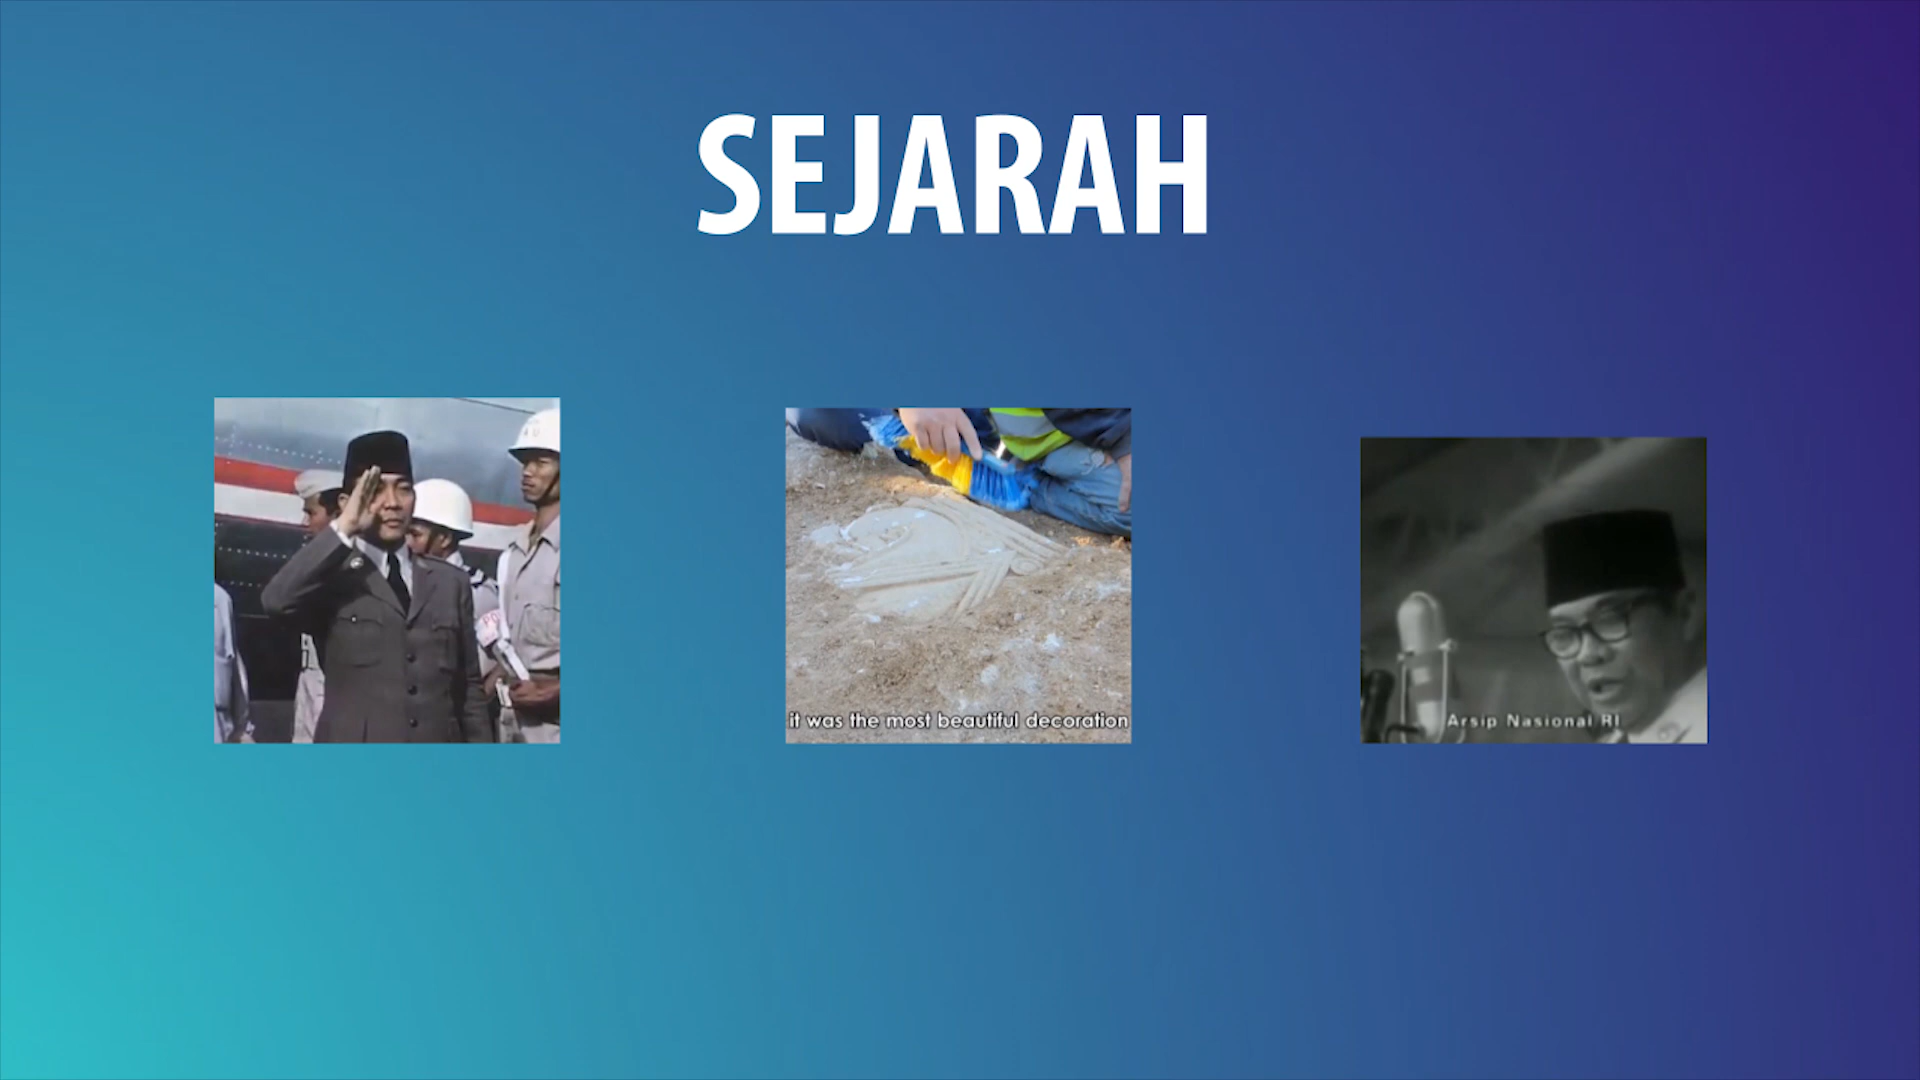 SEJARAH
it was the most beautiful decoration
Arsip Nasional RI